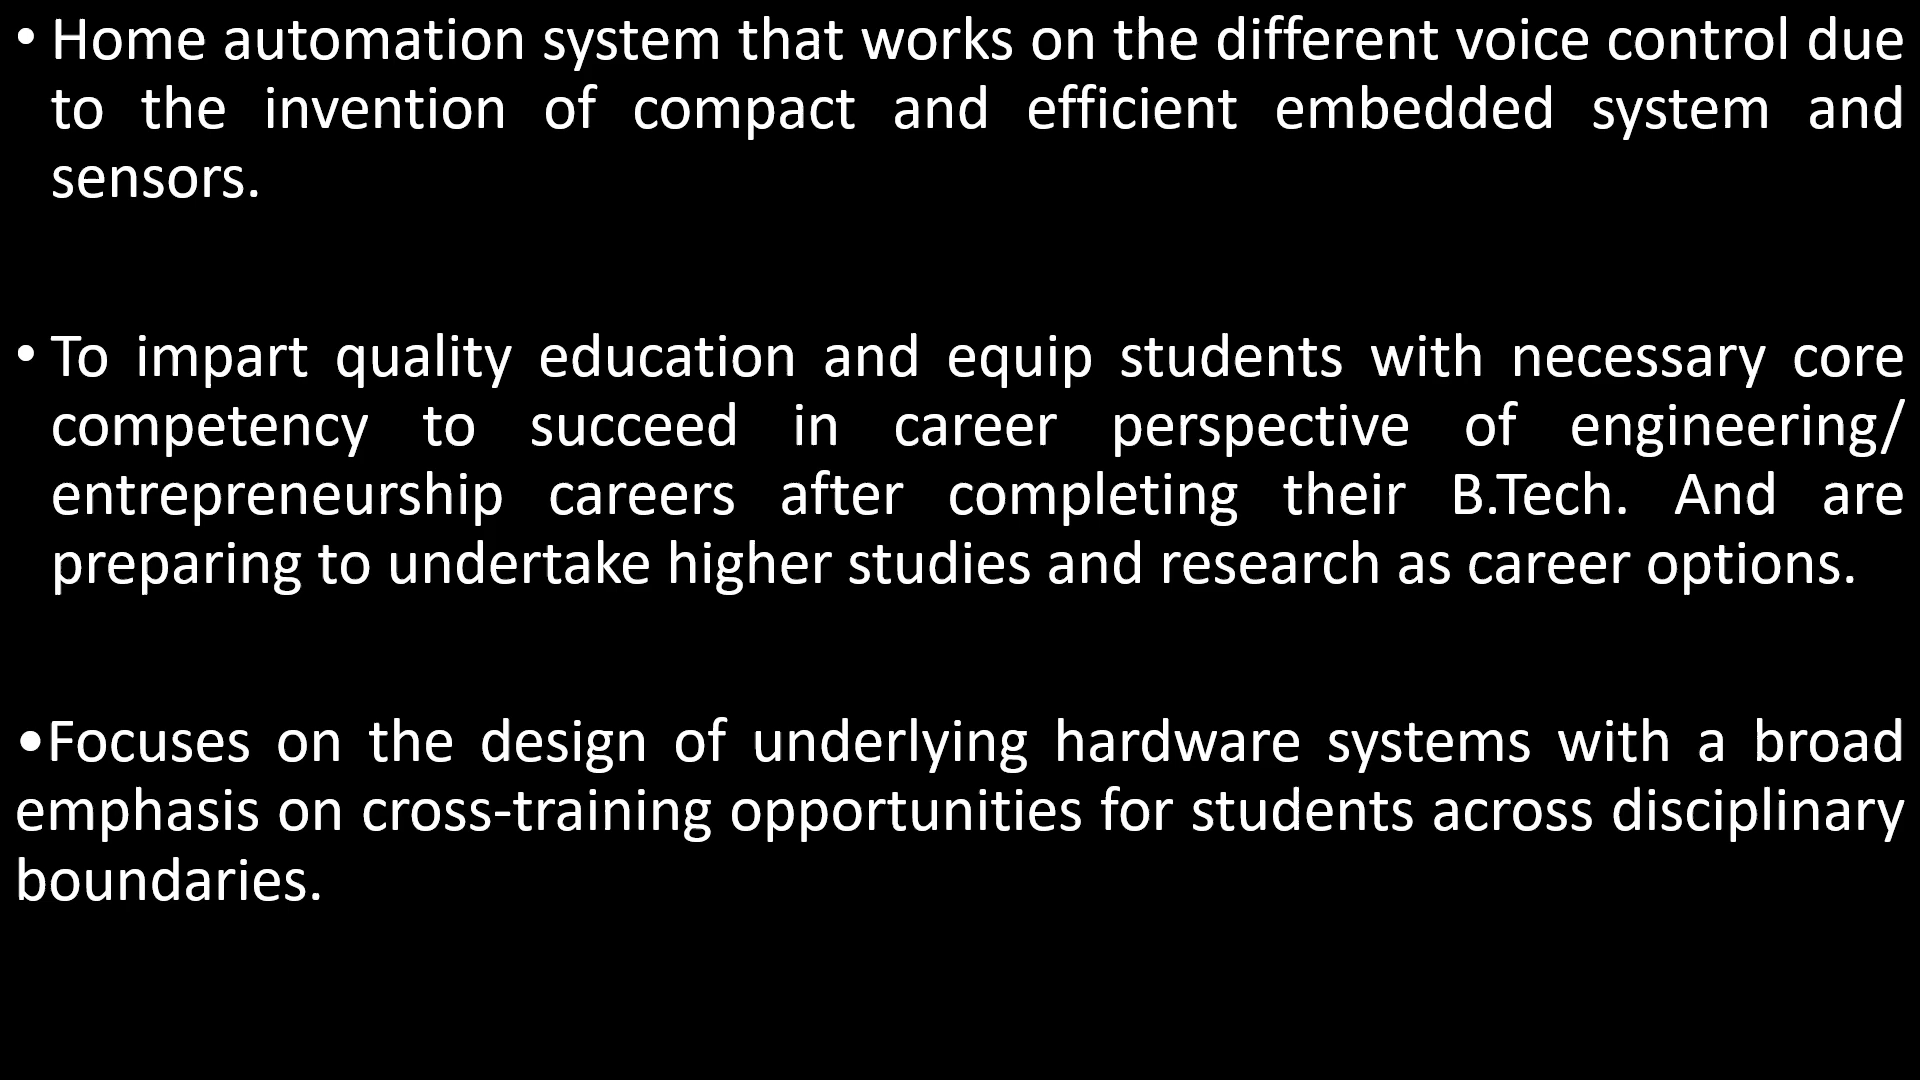 • Home automation system that works on the different voice control due
to the invention of compact and efficient embedded system and
sensors.
• To impart quality education and equip students with necessary core
competency to succeed in career perspective of engineering/
entrepreneurship careers after completing their B.Tech. And are
preparing to undertake higher studies and research as career options.
•Focuses on the design of underlying hardware systems with a broad
emphasis on cross-training opportunities for students across disciplinary
boundaries.